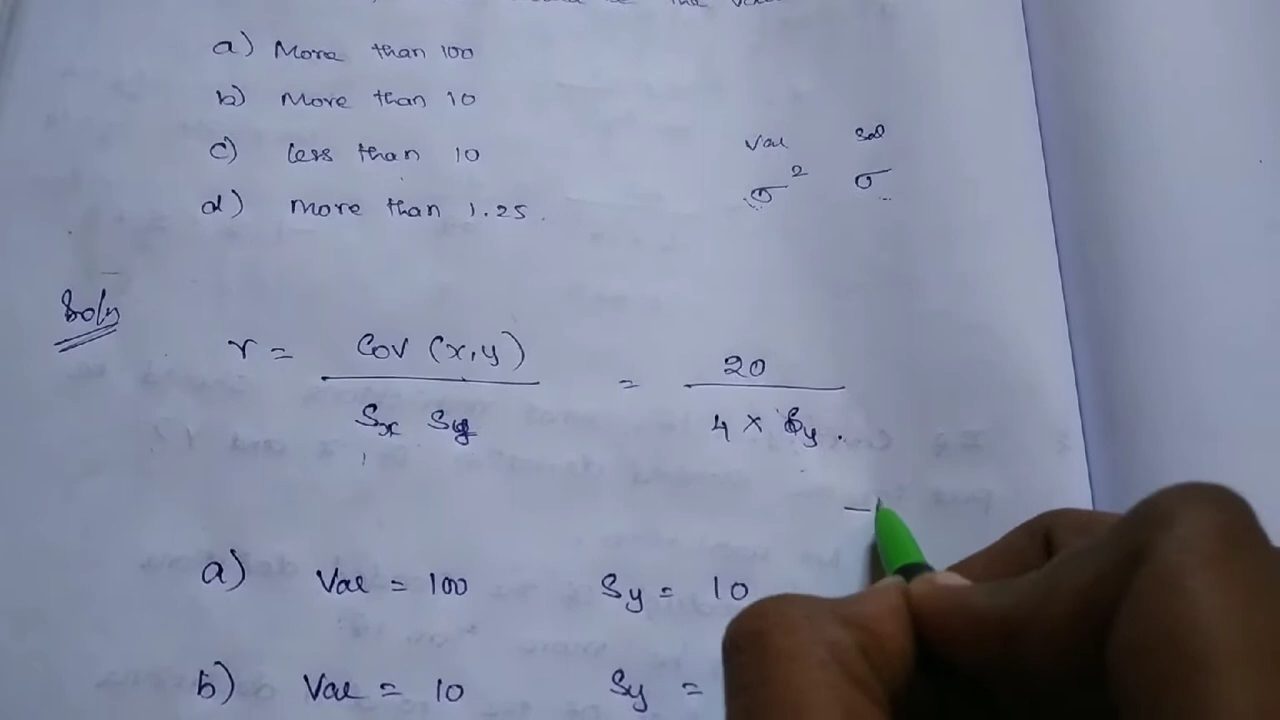 the
a) More than 100
b) More than 10
c) less than 10
d) More than 1.25.
Var SD
σ² σ
Soln
r = Cov (x,y) / Sx Sy = 20 / 4 × Sy.
a) Var = 100 Sy = 10
b) Var = 10 Sy =